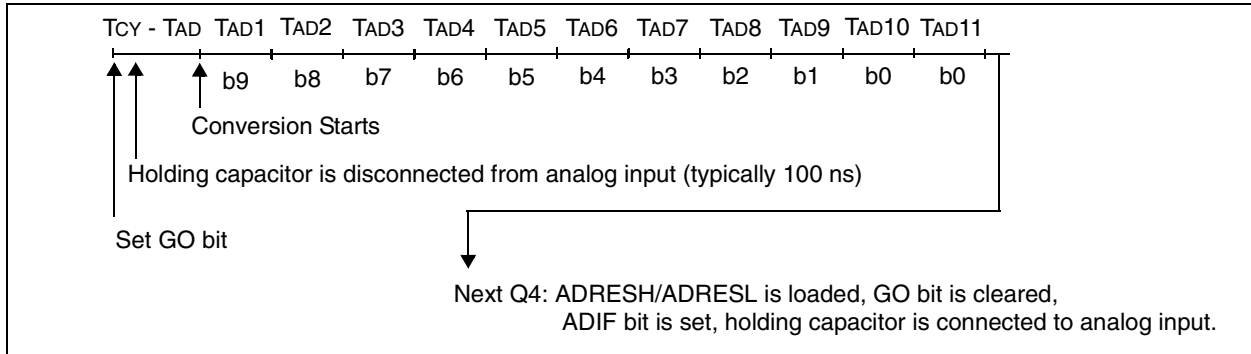 TCY - TAD TAD1 TAD2 TAD3 TAD4 TAD5 TAD6 TAD7 TAD8 TAD9 TAD10 TAD11
b9 b8 b7 b6 b5 b4 b3 b2 b1 b0 b0
Conversion Starts
Holding capacitor is disconnected from analog input (typically 100 ns)
Set GO bit
Next Q4: ADRESH/ADRESL is loaded, GO bit is cleared,
ADIF bit is set, holding capacitor is connected to analog input.